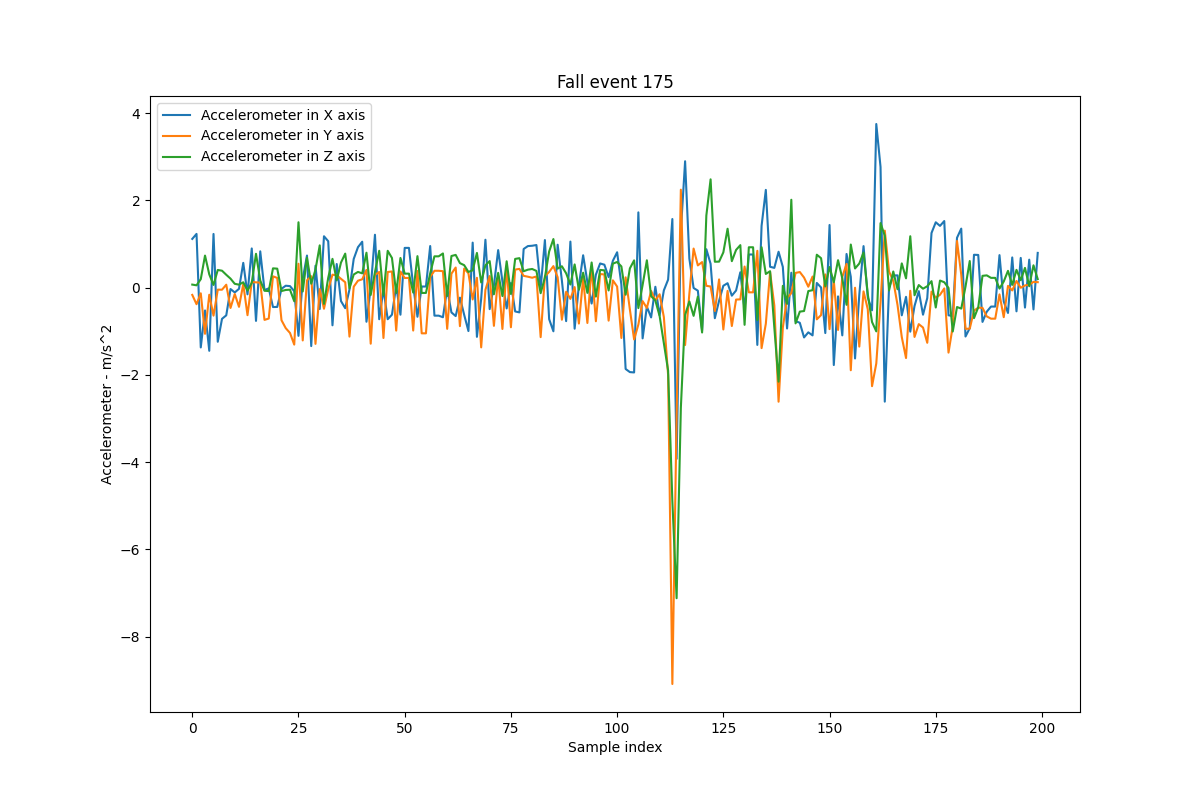 Fall event 175
Accelerometer in X axis
Accelerometer in Y axis
Accelerometer in Z axis
4
2
0
−2
−4
−6
−8
Accelerometer - m/s^2
0 25 50 75 100 125 150 175 200
Sample index